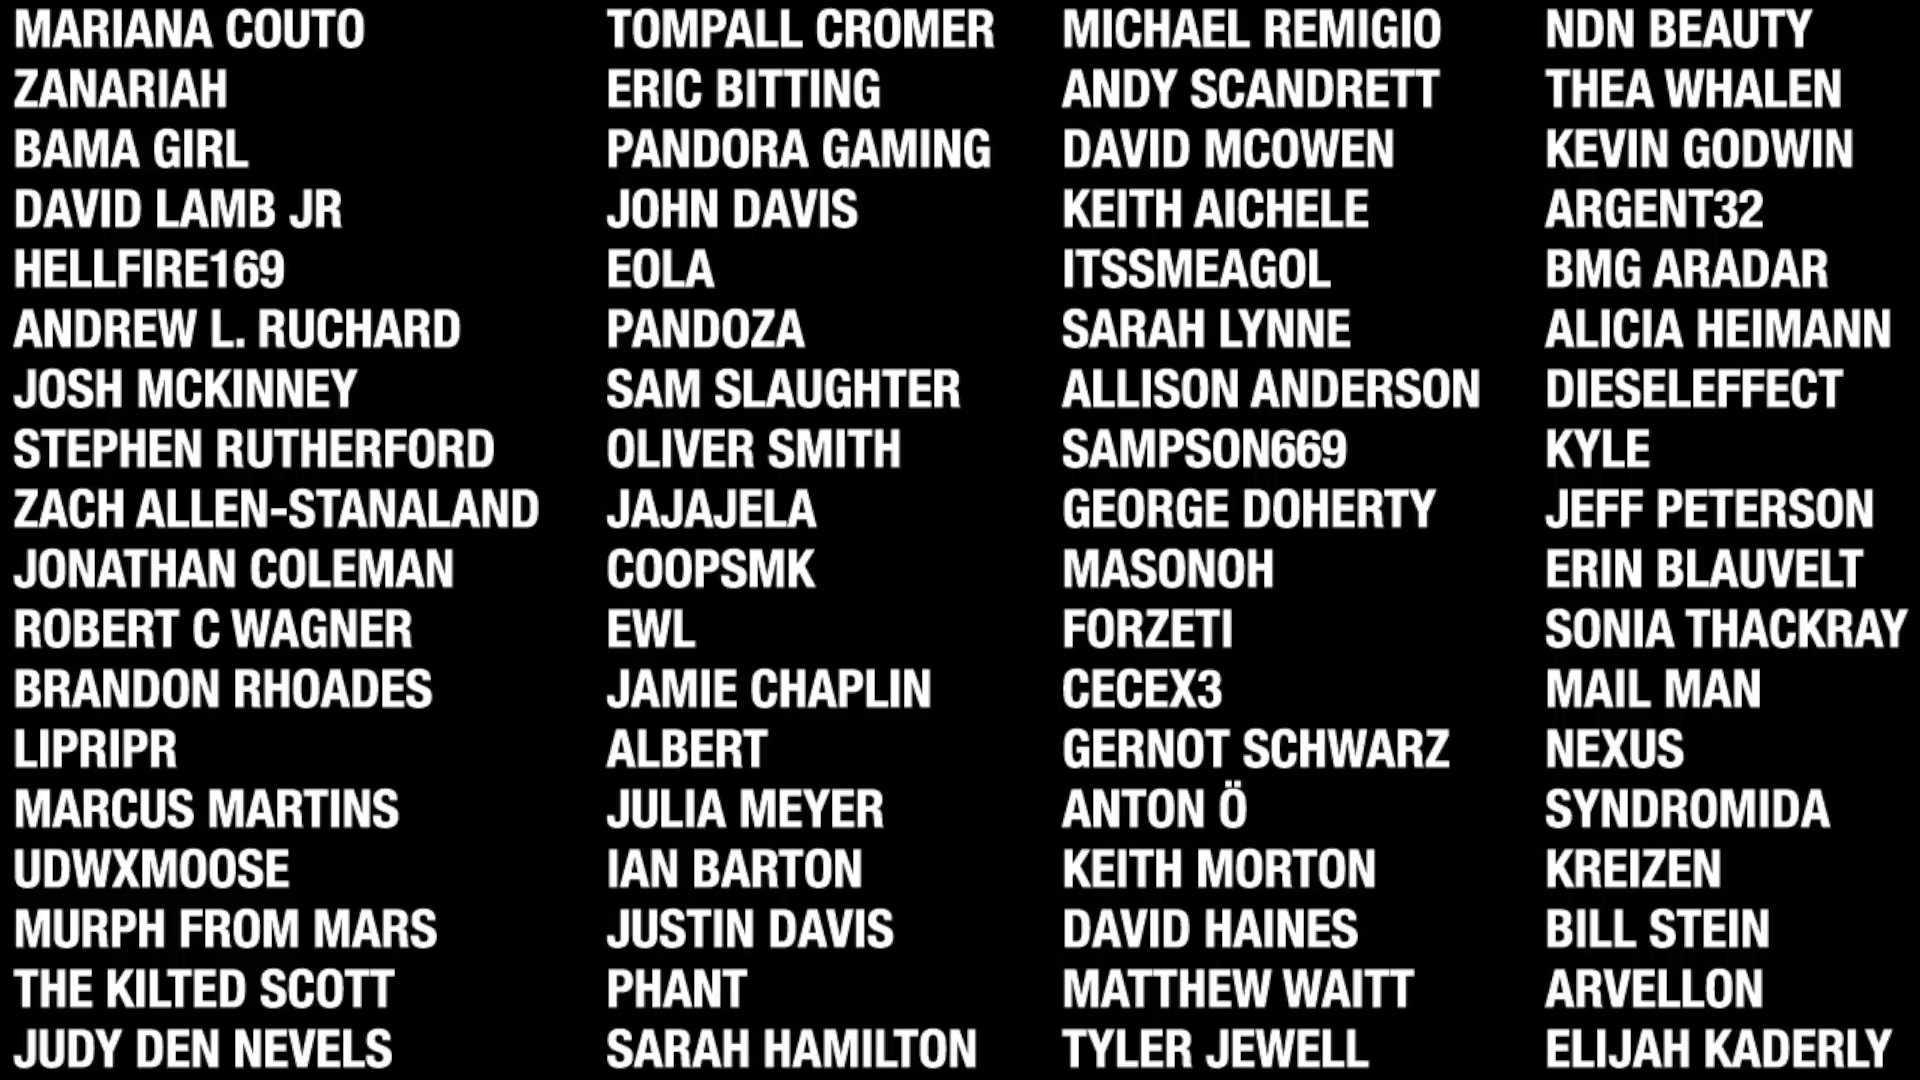 MARIANA COUTO
ZANARIAH
BAMA GIRL
DAVID LAMB JR
HELLFIRE169
ANDREW L. RUCHARD
JOSH MCKINNEY
STEPHEN RUTHERFORD
ZACH ALLEN-STANALAND
JONATHAN COLEMAN
ROBERT C WAGNER
BRANDON RHOADES
LIPRIPR
MARCUS MARTINS
UDWXMOOSE
MURPH FROM MARS
THE KILTED SCOTT
JUDY DEN NEVELS
TOMPALL CROMER
ERIC BITTING
PANDORA GAMING
JOHN DAVIS
EOLA
PANDOZA
SAM SLAUGHTER
OLIVER SMITH
JAJAJELA
COOPSMK
EWL
JAMIE CHAPLIN
ALBERT
JULIA MEYER
IAN BARTON
JUSTIN DAVIS
PHANT
SARAH HAMILTON
MICHAEL REMIGIO
ANDY SCANDRETT
DAVID MCOWEN
KEITH AICHELE
ITSSMEAGOL
SARAH LYNNE
ALLISON ANDERSON
SAMPSON669
GEORGE DOHERTY
MASONOH
FORZETI
CECEX3
GERNOT SCHWARZ
ANTON Ö
KEITH MORTON
DAVID HAINES
MATTHEW WAITT
TYLER JEWELL
NDN BEAUTY
THEA WHALEN
KEVIN GODWIN
ARGENT32
BMG ARADAR
ALICIA HEIMANN
DIESELEFFECT
KYLE
JEFF PETERSON
ERIN BLAUVELT
SONIA THACKRAY
MAIL MAN
NEXUS
SYNDROMIDA
KREIZEN
BILL STEIN
ARVELLON
ELIJAH KADERLY